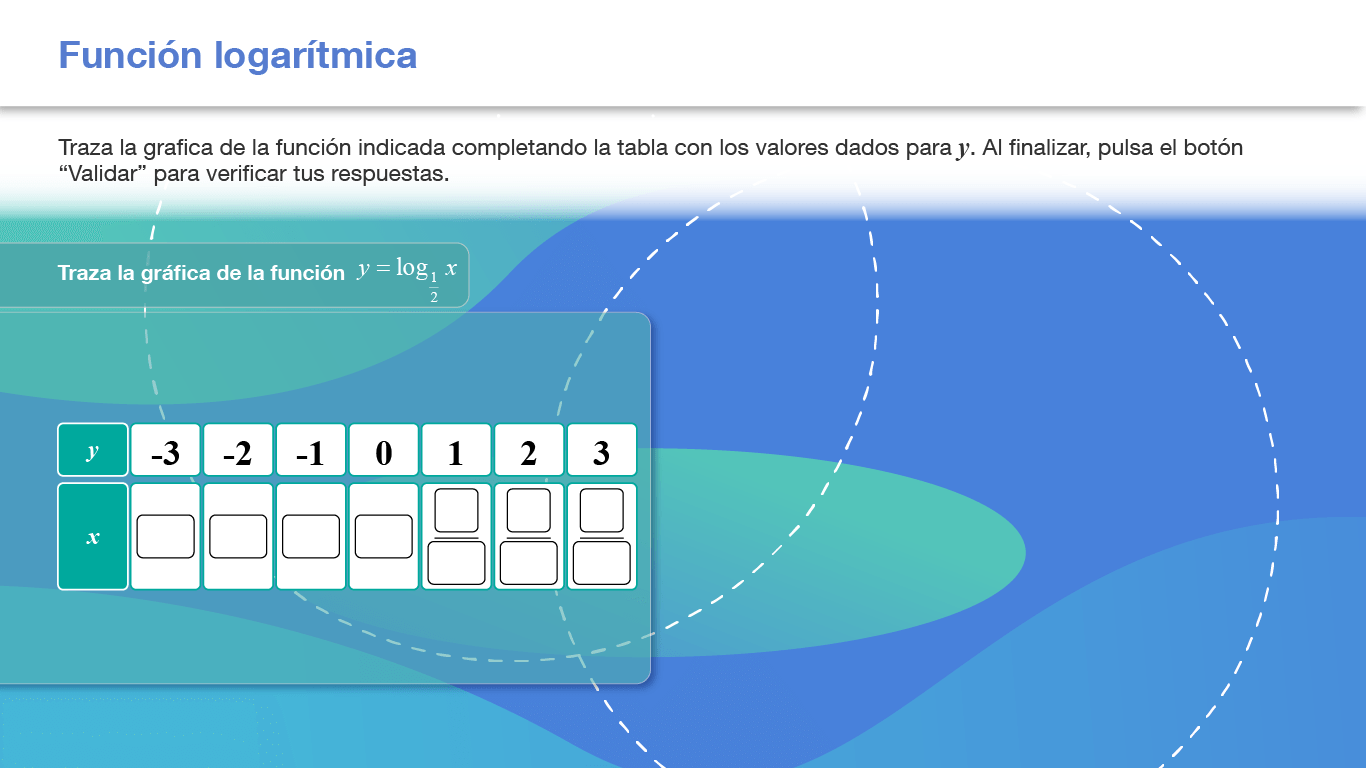 Función logarítmica
Traza la grafica de la función indicada completando la tabla con los valores dados para y. Al finalizar, pulsa el botón
“Validar” para verificar tus respuestas.
Traza la gráfica de la función y = log_{1/2} x
y -3 -2 -1 0 1 2 3
x